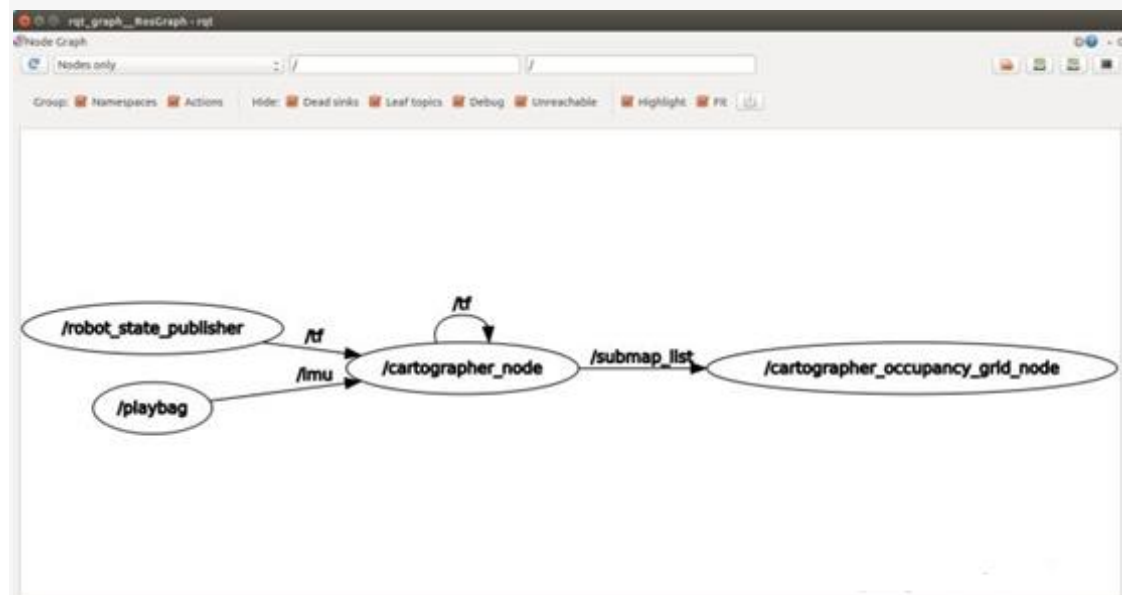 rqt_graph__RosGraph - rqt
Node Graph
Nodes only / /
Group: Namespaces Actions Hide: Dead sinks Leaf topics Debug Unreachable Highlight Fit
/tf
/robot_state_publisher /tf
/cartographer_node /submap_list /cartographer_occupancy_grid_node
/imu
/playbag